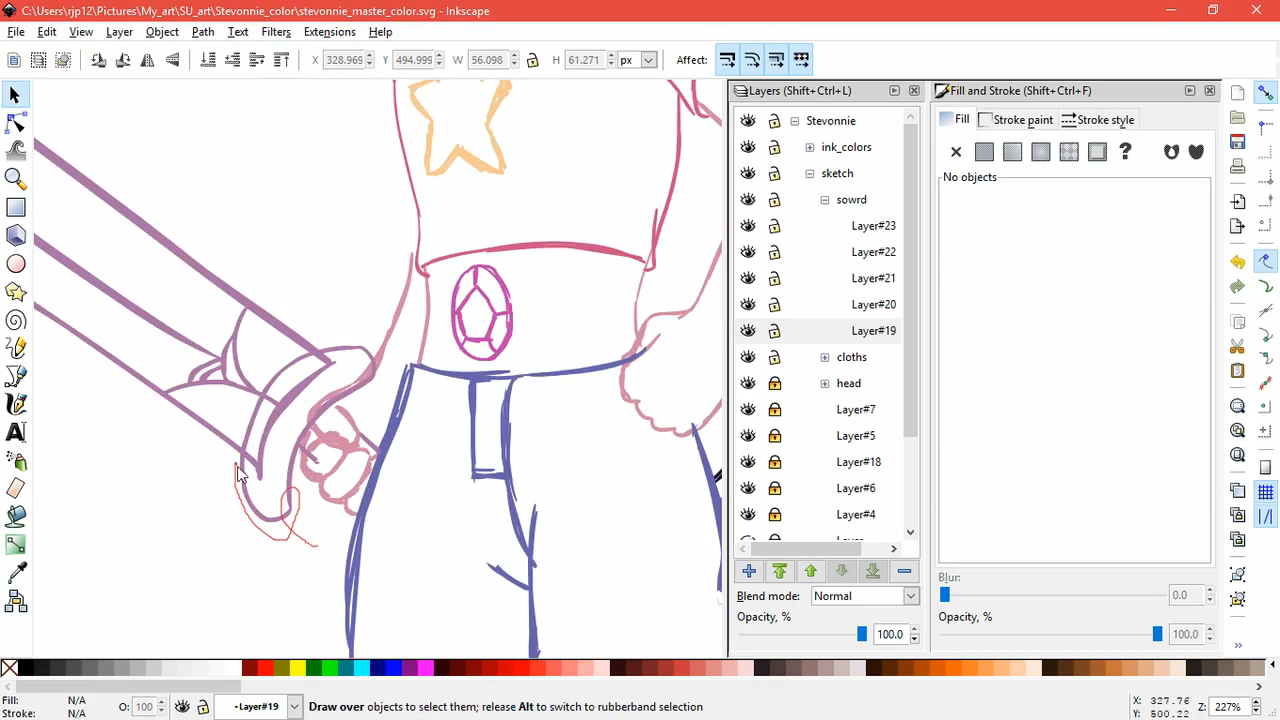 C:\Users\rjp12\Pictures\My_art\SU_art\Stevonnie_color\stevonnie_master_color.svg - Inkscape
File Edit View Layer Object Path Text Filters Extensions Help
X 328.969 Y 494.999 W 56.098 H 61.271 px Affect:
Layers (Shift+Ctrl+L)
Fill and Stroke (Shift+Ctrl+F)
Stevonnie
Fill Stroke paint Stroke style
ink_colors
sketch
?
No objects
sowrd
Layer#23
Layer#22
Layer#21
Layer#20
Layer#19
cloths
head
Layer#7
Layer#5
Layer#18
Layer#6
Layer#4
Blend mode: Normal
Blur:
0.0
Opacity, %
100.0
Opacity, %
100.0
Fill: N/A
Stroke: N/A
O: 100
Layer#19
Draw over objects to select them; release Alt to switch to rubberband selection
X: 327.76
Y: 500.22
Z: 227%